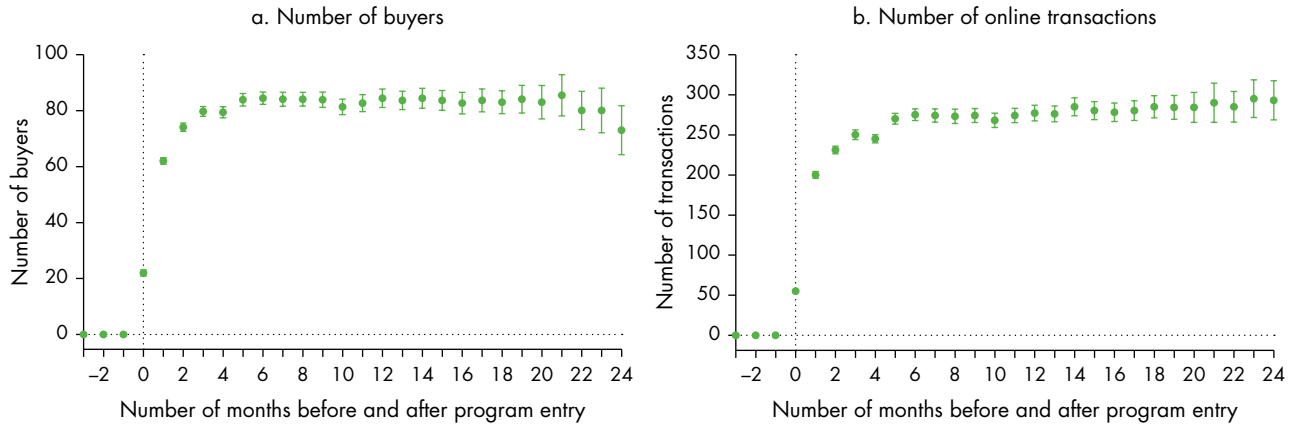 a. Number of buyers
Number of buyers
100
80
60
40
20
0
−2 0 2 4 6 8 10 12 14 16 18 20 22 24
Number of months before and after program entry
b. Number of online transactions
Number of transactions
350
300
250
200
150
100
50
0
−2 0 2 4 6 8 10 12 14 16 18 20 22 24
Number of months before and after program entry